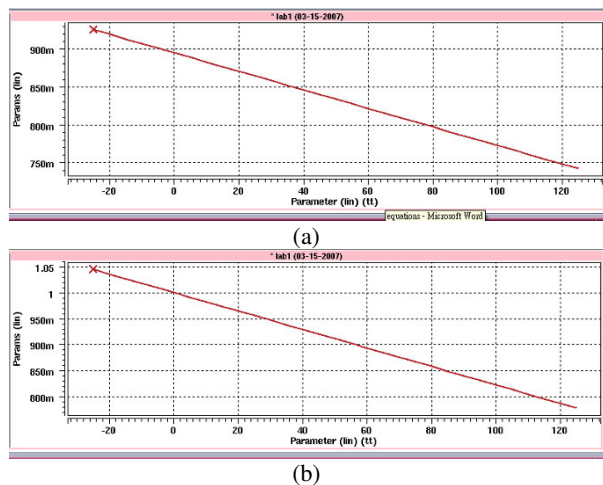 * lab1 (03-15-2007)
Params (lin)
900m
850m
800m
750m
-20 0 20 40 60 80 100 120
Parameter (lin) (tt)
equations - Microsoft Word
(a)
* lab1 (03-15-2007)
Params (lin)
1.05
1
950m
900m
850m
800m
-20 0 20 40 60 80 100 120
Parameter (lin) (tt)
(b)